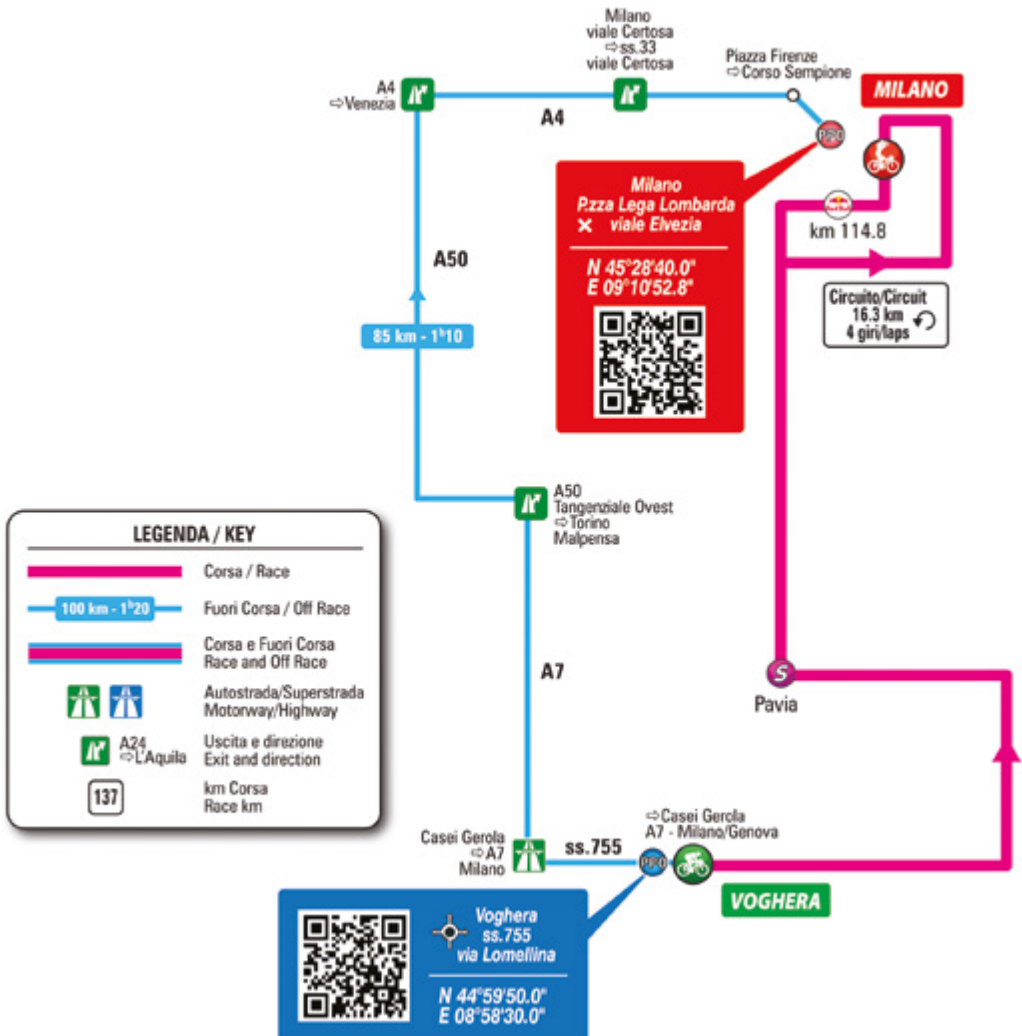 Milano
viale Certosa
⇨ss.33
viale Certosa
Piazza Firenze
⇨Corso Sempione
MILANO
A4
⇨Venezia
A4
PPO
Milano
P.zza Lega Lombarda
viale Elvezia
N 45°28'40.0"
E 09°10'52.8"
km 114.8
A50
Circuito/Circuit
16.3 km
4 giri/laps
85 km - 1h10
A50
Tangenziale Ovest
⇨Torino
Malpensa
LEGENDA / KEY
Corsa / Race
100 km - 1h20
Fuori Corsa / Off Race
Corsa e Fuori Corsa
Race and Off Race
Autostrada/Superstrada
Motorway/Highway
A24
⇨L'Aquila
Uscita e direzione
Exit and direction
137
km Corsa
Race km
A7
S
Pavia
Casei Gerola
⇨A7
Milano
ss.755
⇨Casei Gerola
A7 - Milano/Genova
PPO
VOGHERA
Voghera
ss.755
via Lomellina
N 44°59'50.0"
E 08°58'30.0"